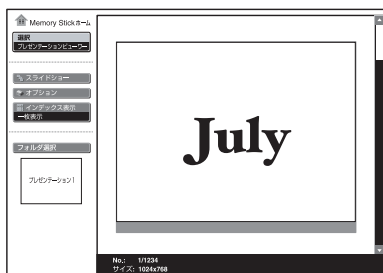 Memory Stickホーム
選択
プレゼンテーションビューワー
スライドショー
オプション
インデックス表示
一枚表示
フォルダ選択
プレゼンテーション1
July
No.: 1/1234
サイズ: 1024x768